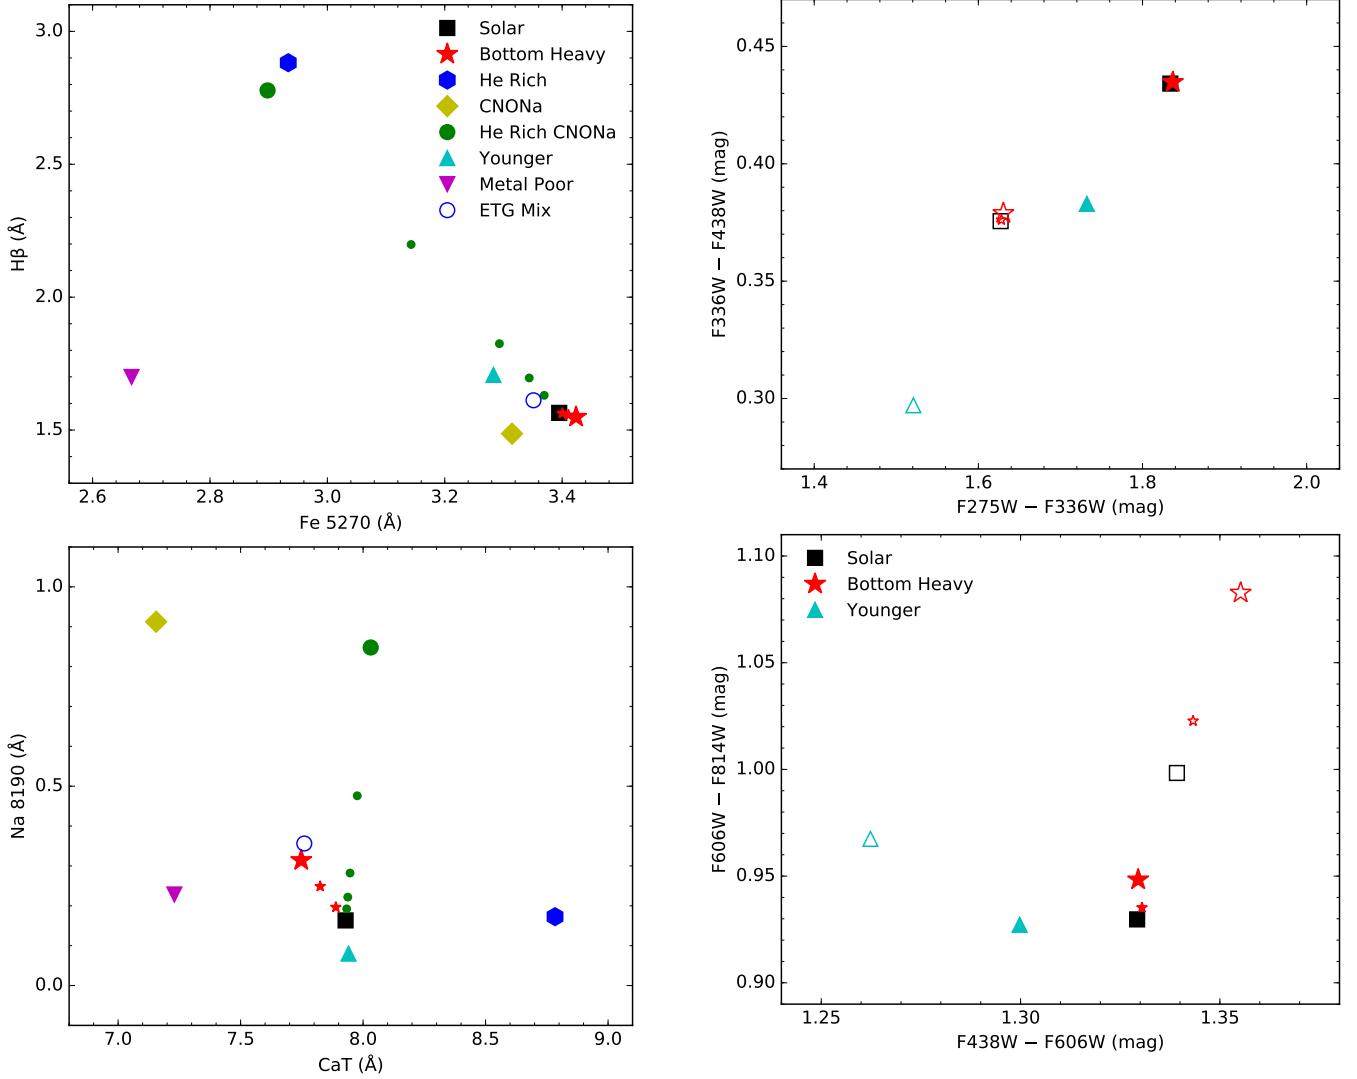 3.0
2.5
2.0
1.5
Hβ (Å)
2.6 2.8 3.0 3.2 3.4
Fe 5270 (Å)
Solar
Bottom Heavy
He Rich
CNONa
He Rich CNONa
Younger
Metal Poor
ETG Mix
0.45
0.40
0.35
0.30
F336W − F438W (mag)
1.4 1.6 1.8 2.0
F275W − F336W (mag)
1.0
0.5
0.0
Na 8190 (Å)
7.0 7.5 8.0 8.5 9.0
CaT (Å)
1.10
1.05
1.00
0.95
0.90
F606W − F814W (mag)
Solar
Bottom Heavy
Younger
1.25 1.30 1.35
F438W − F606W (mag)